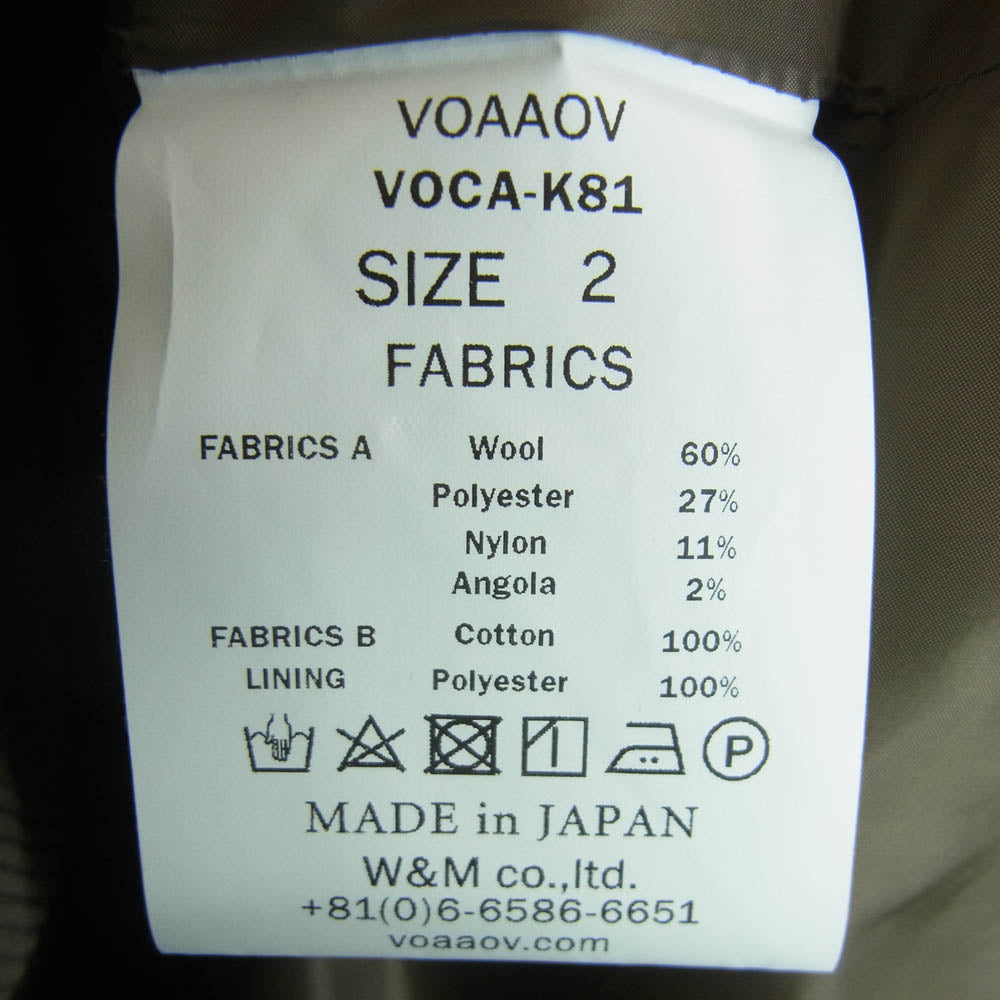 VOAAOV
VOCA-K81
SIZE 2
FABRICS
FABRICS A Wool 60%
Polyester 27%
Nylon 11%
Angola 2%
FABRICS B Cotton 100%
LINING Polyester 100%
P
MADE in JAPAN
W&M co.,ltd.
+81(0)6-6586-6651
voaaov.com